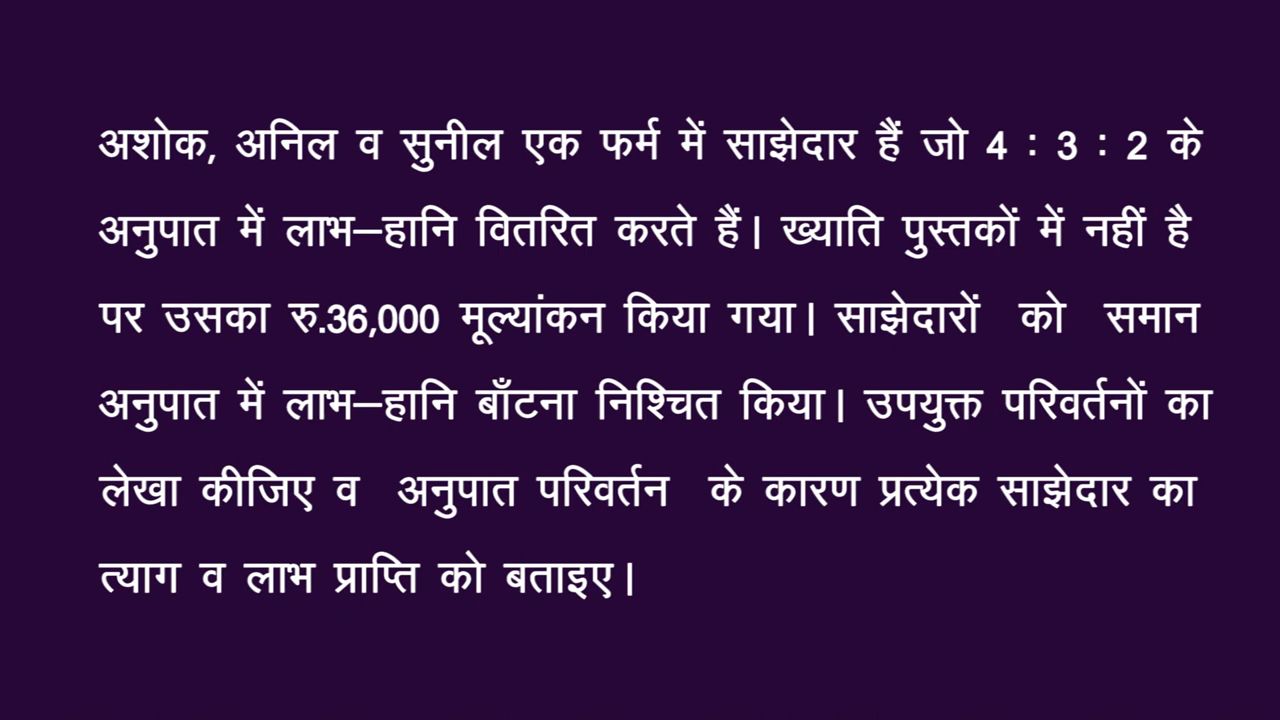 अशोक, अनिल व सुनील एक फर्म में साझेदार हैं जो 4 : 3 : 2 के
अनुपात में लाभ–हानि वितरित करते हैं। ख्याति पुस्तकों में नहीं है
पर उसका रु.36,000 मूल्यांकन किया गया। साझेदारों को समान
अनुपात में लाभ–हानि बाँटना निश्चित किया। उपयुक्त परिवर्तनों का
लेखा कीजिए व अनुपात परिवर्तन के कारण प्रत्येक साझेदार का
त्याग व लाभ प्राप्ति को बताइए।